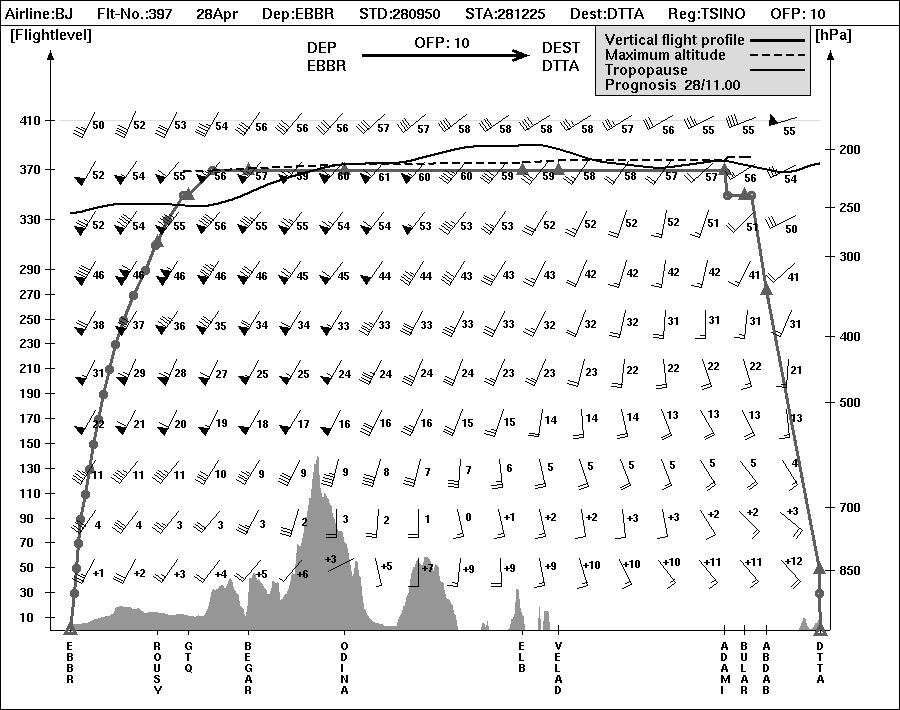 Airline:BJ Flt-No.:397 28Apr Dep:EBBR STD:280950 STA:281225 Dest:DTTA Reg:TSINO OFP: 10
[Flightlevel] [hPa]
DEP OFP: 10 DEST
EBBR DTTA
Vertical flight profile
Maximum altitude
Tropopause
Prognosis 28/11.00
410 50 52 53 54 56 56 56 57 57 58 58 58 58 57 56 55 55 55
200
370 52 54 55 56 57 59 60 61 60 60 59 59 58 58 57 57 56 54
250
330 52 54 55 56 55 55 54 54 53 53 53 52 52 52 52 51 51 50
300
290 46 46 46 46 46 45 45 44 44 43 43 43 42 42 42 42 41 41
270
250 38 37 36 35 34 34 33 33 33 33 33 32 32 32 31 31 31 31
400
230
210 31 29 28 27 25 25 24 24 24 24 23 23 23 22 22 22 22 21
190
500
170 22 21 20 19 18 17 16 16 16 15 15 14 14 14 13 13 13 13
150
130 11 11 11 10 9 9 9 8 7 7 6 5 5 5 5 5 5 4
110
700
90 4 4 3 3 3 2 3 2 1 0 +1 +2 +2 +3 +3 +2 +2 +3
70
850
50 +1 +2 +3 +4 +5 +6 +3 +5 +7 +9 +9 +9 +10 +10 +10 +11 +11 +12
30
10
EBBR ROUSY GTQ BEGAR ODINA ELB VELAD ADAMI BULAR ABDAB DTTA